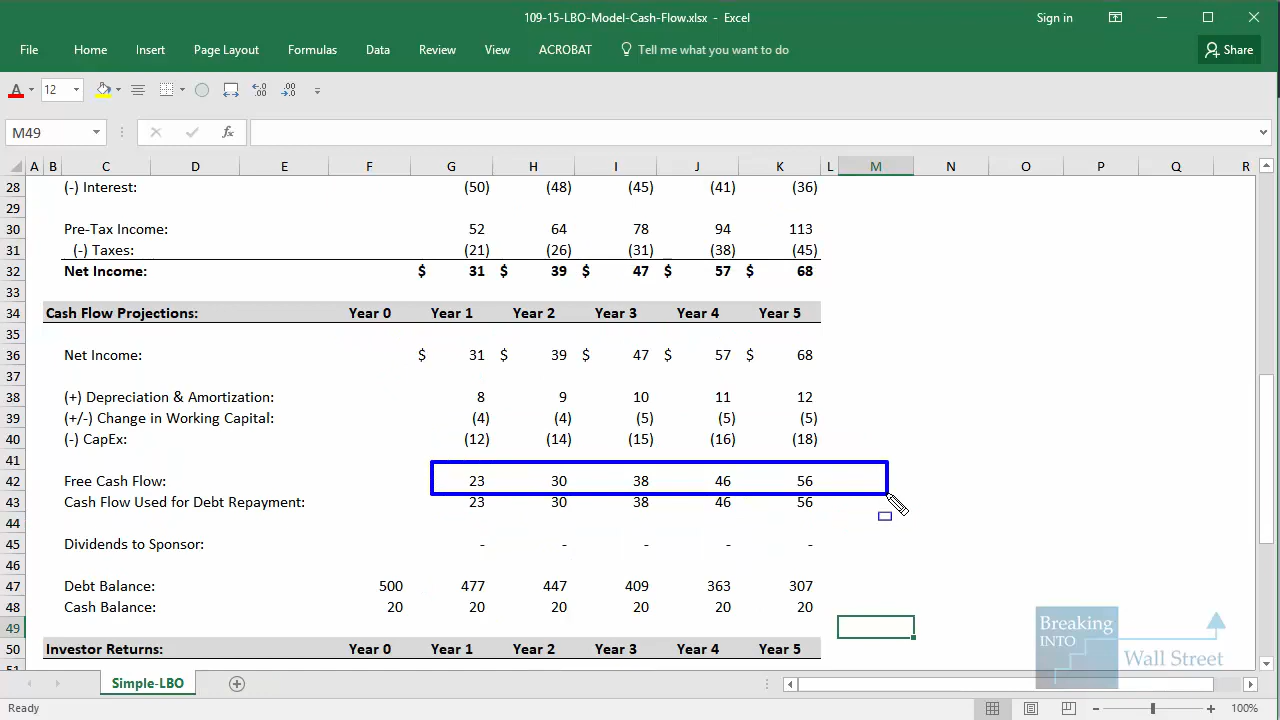 109-15-LBO-Model-Cash-Flow.xlsx - Excel
Sign in
File Home Insert Page Layout Formulas Data Review View ACROBAT Tell me what you want to do Share
A 12
M49 fx
A B C D E F G H I J K L M N O P Q R
28 (-) Interest: (50) (48) (45) (41) (36)
29
30 Pre-Tax Income: 52 64 78 94 113
31 (-) Taxes: (21) (26) (31) (38) (45)
32 Net Income: $ 31 $ 39 $ 47 $ 57 $ 68
33
34 Cash Flow Projections: Year 0 Year 1 Year 2 Year 3 Year 4 Year 5
35
36 Net Income: $ 31 $ 39 $ 47 $ 57 $ 68
37
38 (+) Depreciation & Amortization: 8 9 10 11 12
39 (+/-) Change in Working Capital: (4) (4) (5) (5) (5)
40 (-) CapEx: (12) (14) (15) (16) (18)
41
42 Free Cash Flow: 23 30 38 46 56
43 Cash Flow Used for Debt Repayment: 23 30 38 46 56
44
45 Dividends to Sponsor: - - - - -
46
47 Debt Balance: 500 477 447 409 363 307
48 Cash Balance: 20 20 20 20 20 20
49
50 Investor Returns: Year 0 Year 1 Year 2 Year 3 Year 4 Year 5
Breaking
INTO
Wall Street
Simple-LBO
Ready
100%